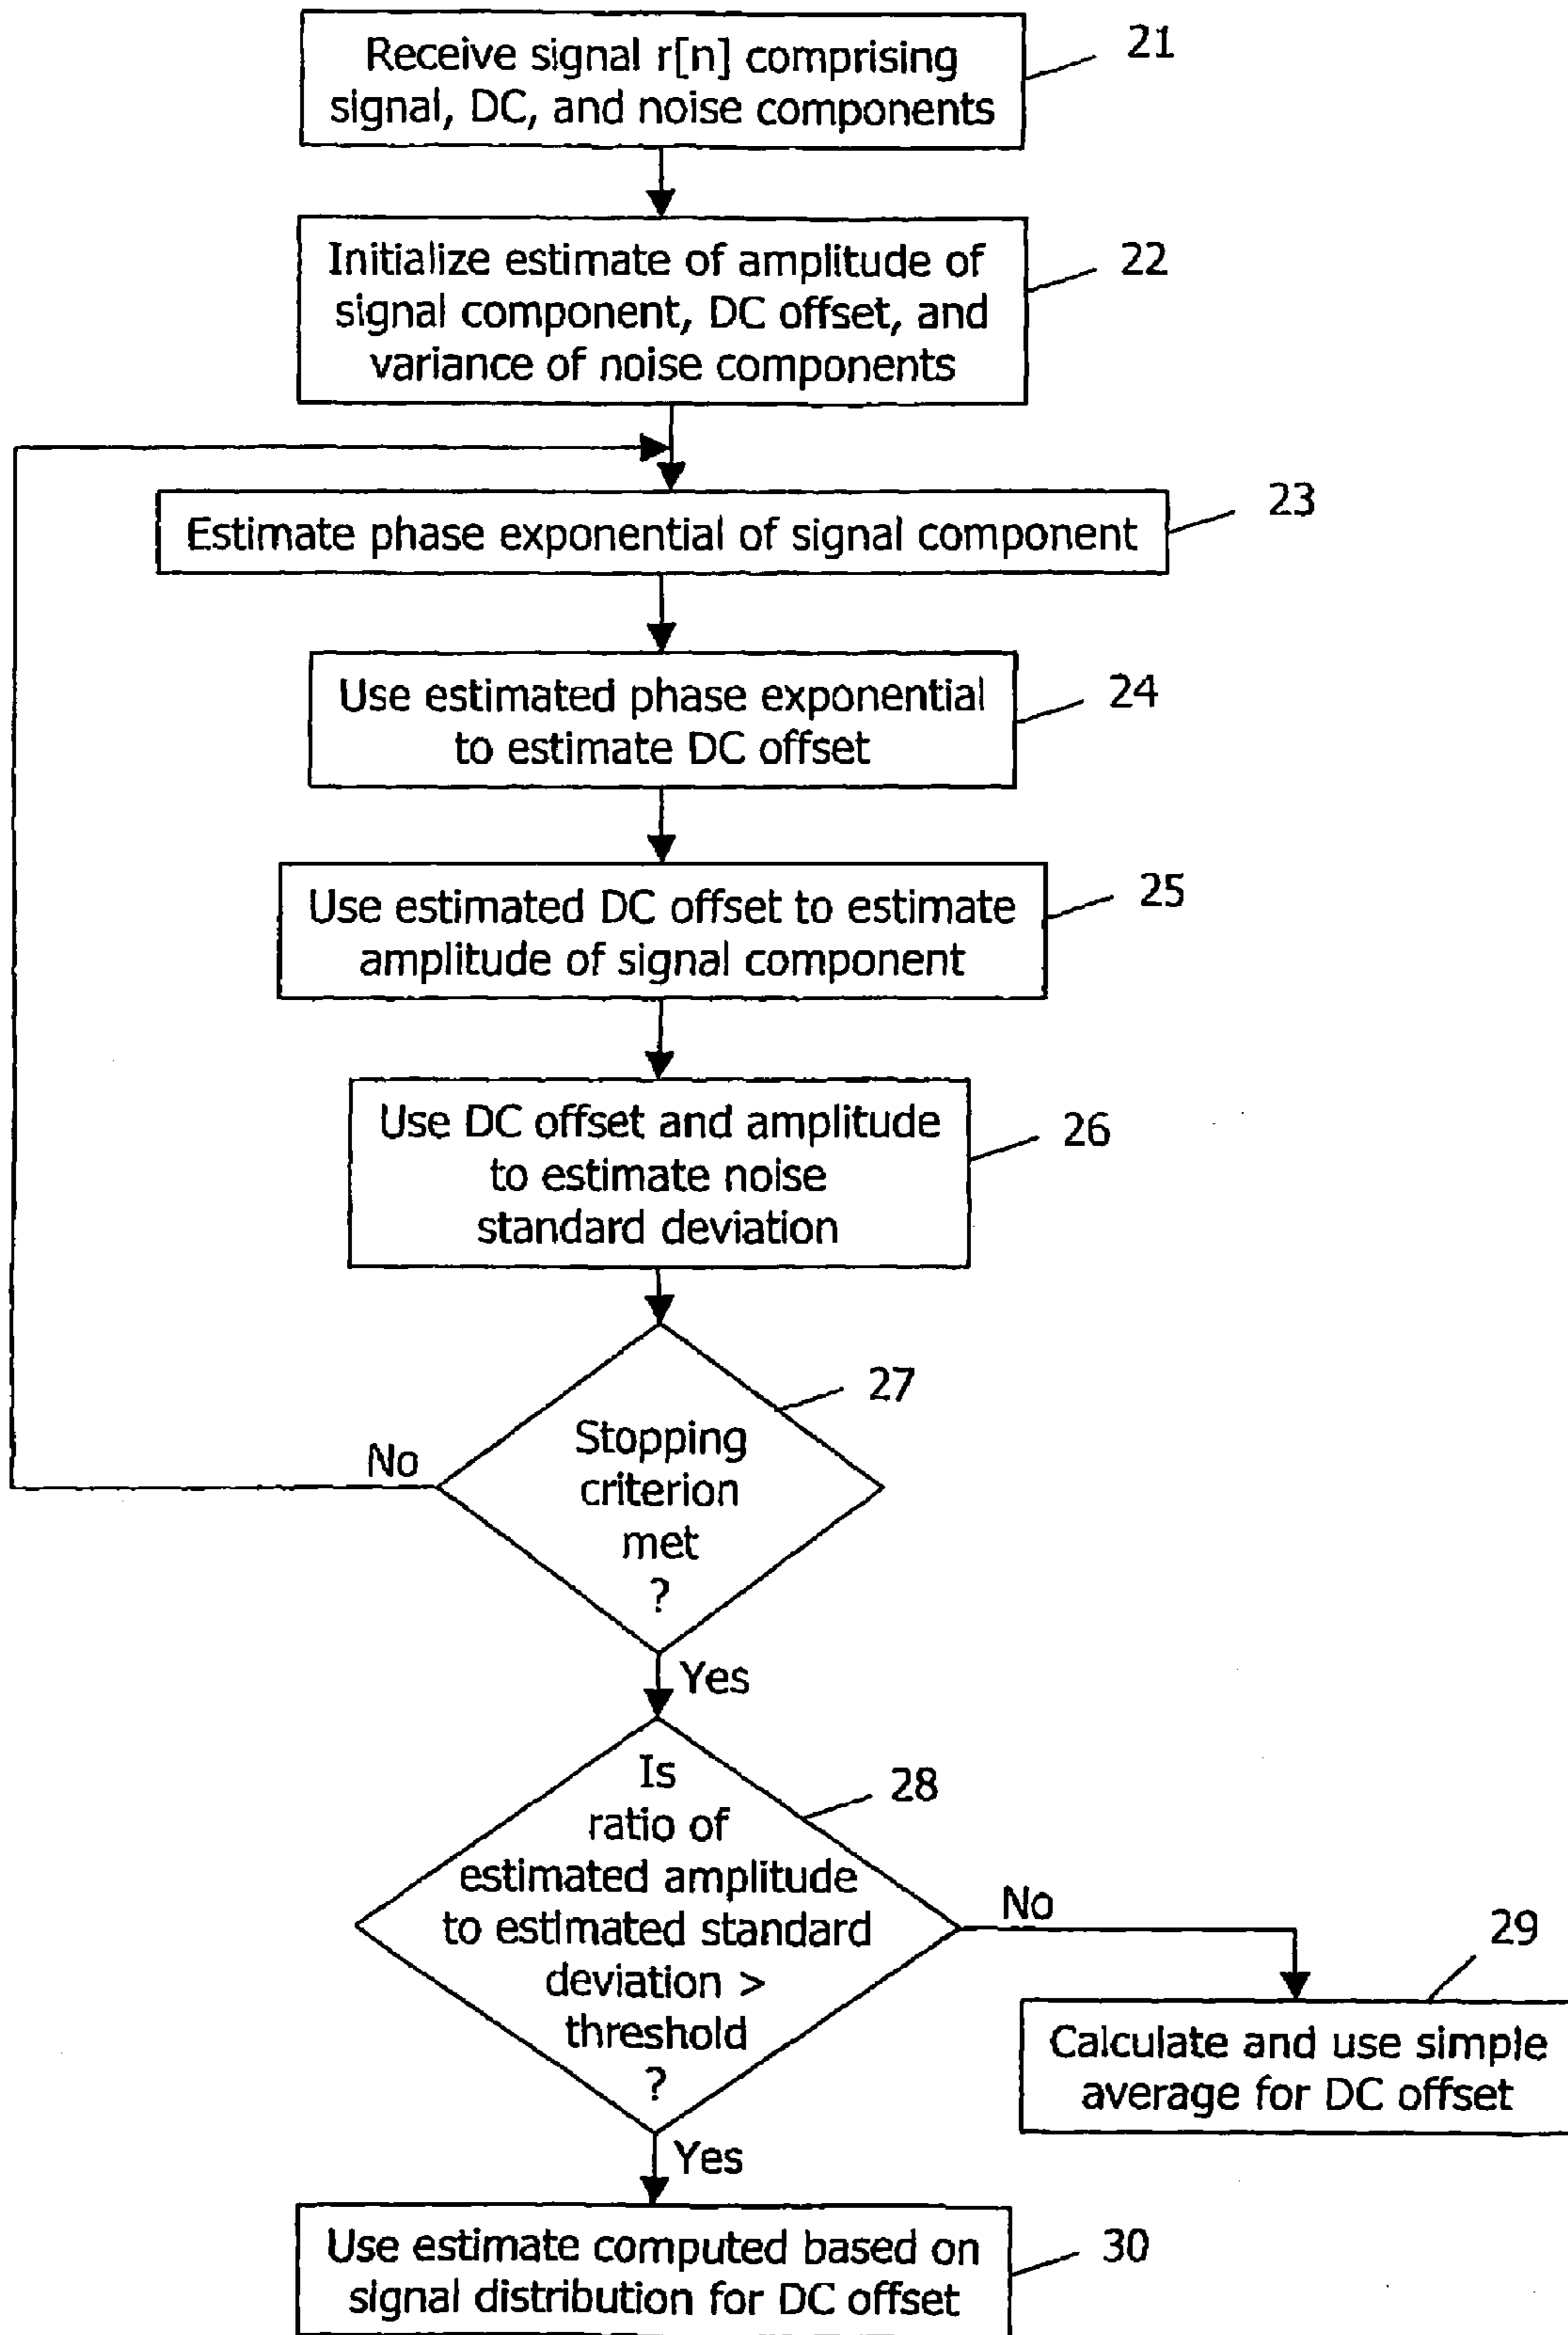 Receive signal r[n] comprising
signal, DC, and noise components
21
Initialize estimate of amplitude of
signal component, DC offset, and
variance of noise components
22
Estimate phase exponential of signal component
23
Use estimated phase exponential
to estimate DC offset
24
Use estimated DC offset to estimate
amplitude of signal component
25
Use DC offset and amplitude
to estimate noise
standard deviation
26
27
Stopping
criterion
met
?
No
Yes
28
Is
ratio of
estimated amplitude
to estimated standard
deviation >
threshold
?
No
29
Calculate and use simple
average for DC offset
Yes
Use estimate computed based on
signal distribution for DC offset
30